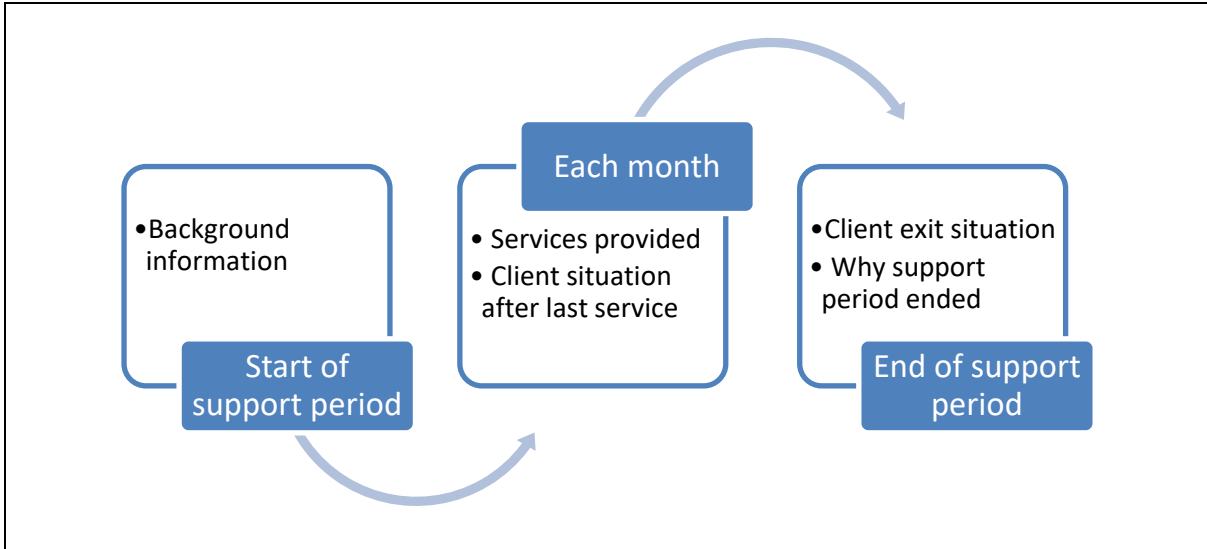 •Background
information
Start of
support period
Each month
• Services provided
• Client situation
after last service
•Client exit situation
• Why support
period ended
End of support
period